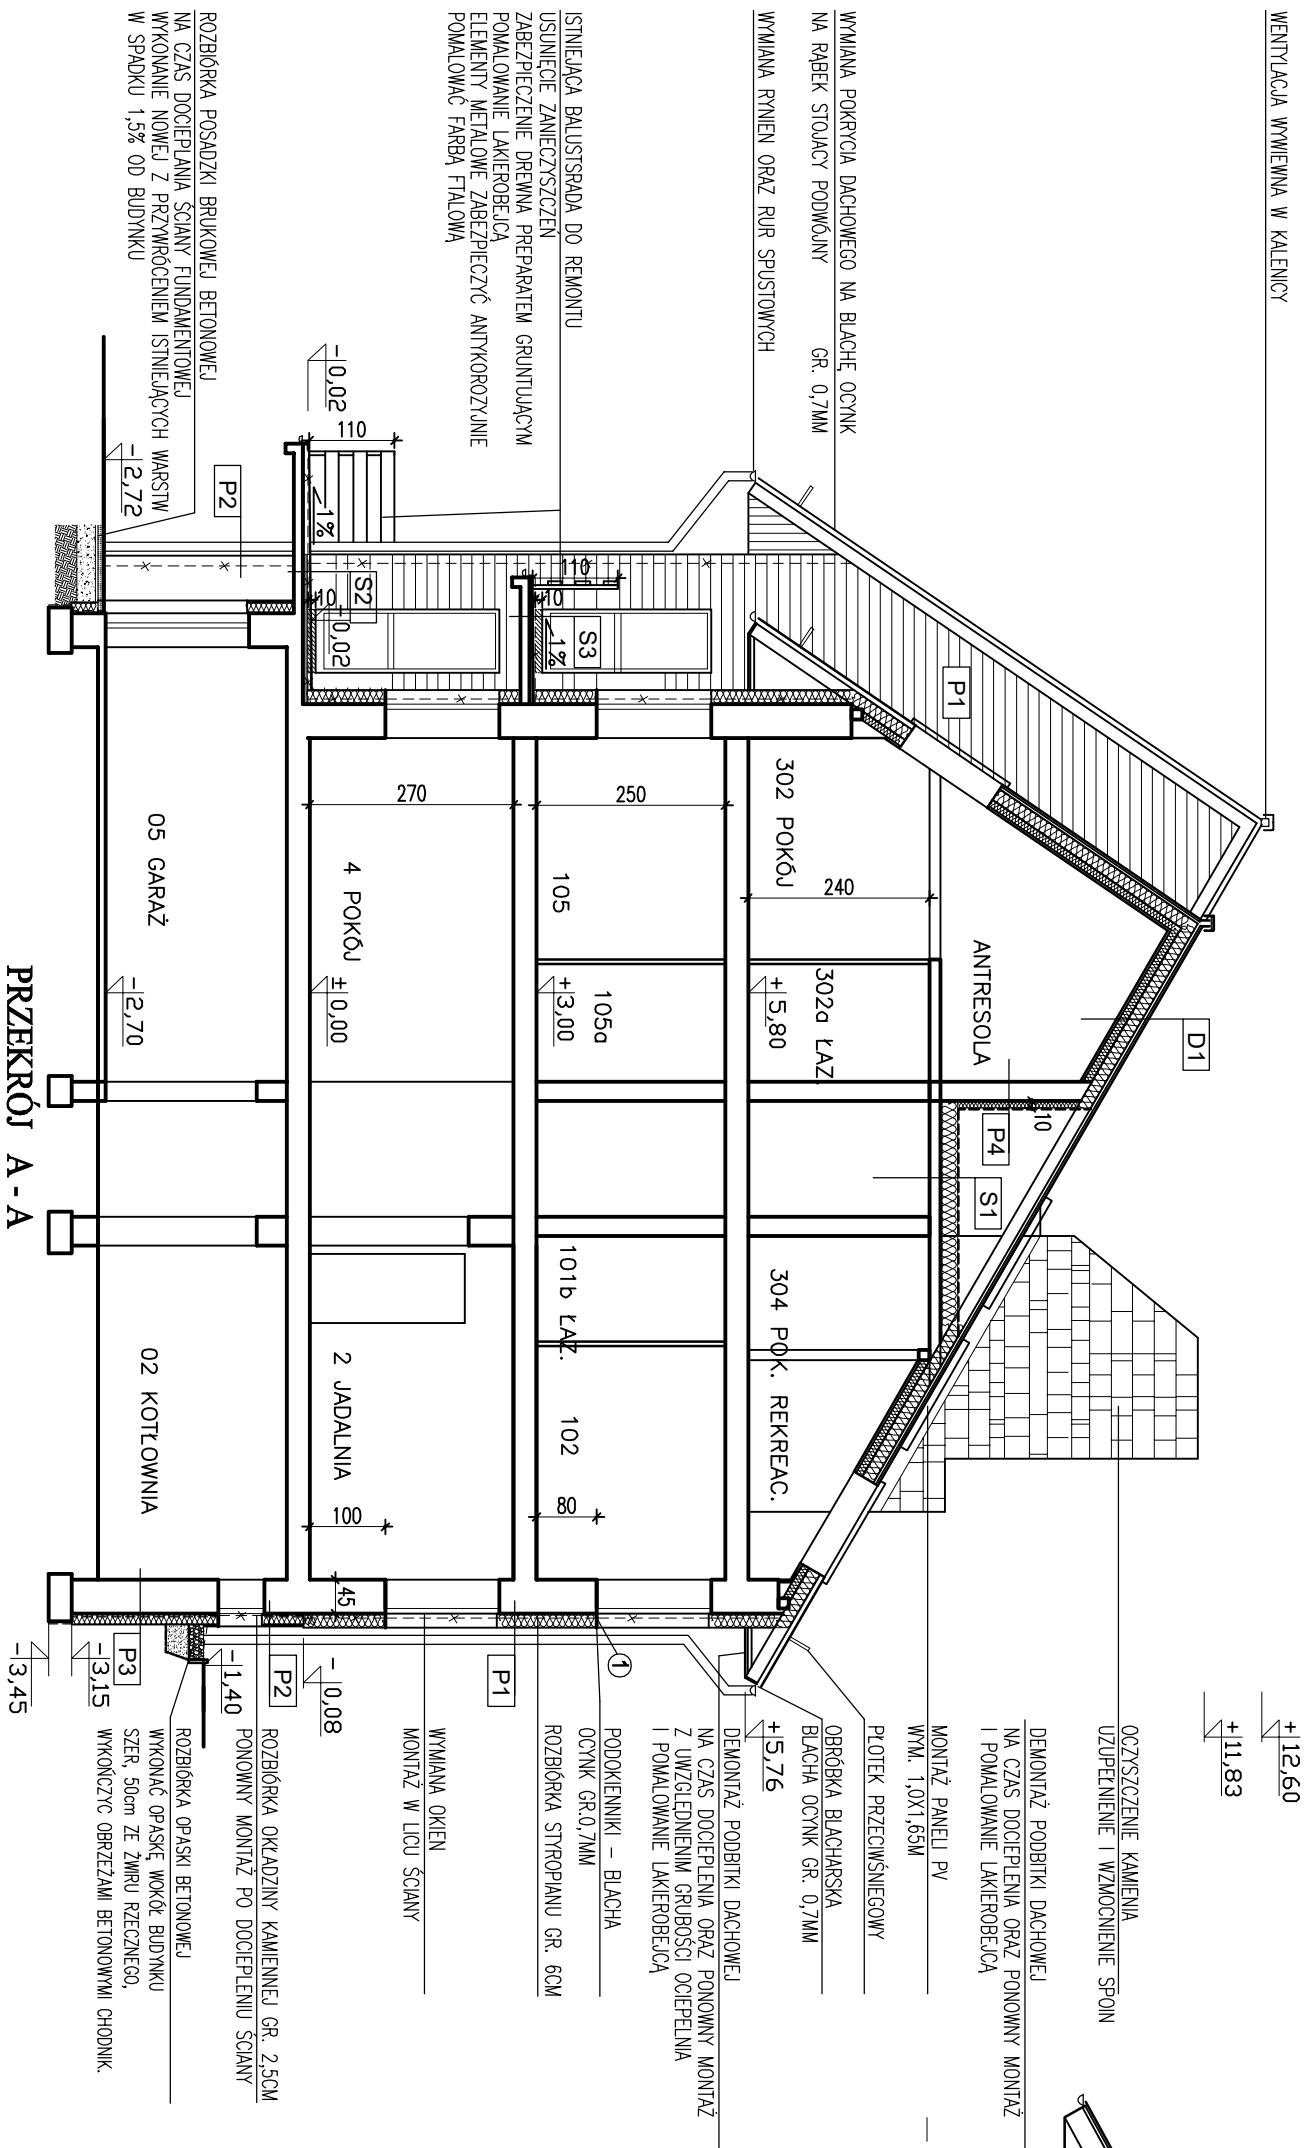 WENTYLACJA WYWIEWNA W KALENICY
WYMIANA POKRYCIA DACHOWEGO NA BLACHĘ OCYNK
NA RĄBEK STOJĄCY PODWÓJNY GR. 0,7MM
WYMIANA RYNIEN ORAZ RUR SPUSTOWYCH
ISTNIEJĄCA BALUSTSRADA DO REMONTU
USUNIĘCIE ZANIECZYSZCZEŃ
ZABEZPIECZENIE DREWNA PREPARATEM GRUNTUJĄCYM
POMALOWANIE LAKIEROBEJCĄ
ELEMENTY METALOWE ZABEZPIECZYĆ ANTYKOROZYJNIE
POMALOWAĆ FARBĄ FTALOWĄ
ROZBIÓRKA POSADZKI BRUKOWEJ BETONOWEJ
NA CZAS DOCIEPLANIA ŚCIANY FUNDAMENTOWEJ
WYKONANIE NOWEJ Z PRZYWRÓCENIEM ISTNIEJĄCYCH WARSTW
W SPADKU 1,5% OD BUDYNKU
-0,02
110
1%
-2,72
P2
S2
10
-0,02
110
10
S3
1%
P1
302 POKÓJ
240
ANTRESOLA
302a ŁAZ.
+5,80
D1
P4
10
S1
304 POK. REKREAC.
250
105
105a
+3,00
101b ŁAZ.
102
80
270
4 POKÓJ
±0,00
2 JADALNIA
100
45
05 GARAŻ
-2,70
02 KOTŁOWNIA
1
P1
P2
P3
-0,08
-1,40
-3,15
-3,45
+12,60
+11,83
+5,76
OCZYSZCZENIE KAMIENIA
UZUPEŁNIENIE I WZMOCNIENIE SPOIN
DEMONTAŻ PODBITKI DACHOWEJ
NA CZAS DOCIEPLENIA ORAZ PONOWNY MONTAŻ
I POMALOWANIE LAKIEROBEJCĄ
MONTAŻ PANELI PV
WYM. 1,0X1,65M
PŁOTEK PRZECIWŚNIEGOWY
OBRÓBKA BLACHARSKA
BLACHA OCYNK GR. 0,7MM
DEMONTAŻ PODBITKI DACHOWEJ
NA CZAS DOCIEPLENIA ORAZ PONOWNY MONTAŻ
Z UWZGLĘDNIENIM GRUBOŚCI OCIEPELNIA
I POMALOWANIE LAKIEROBEJCĄ
PODOKIENNIKI – BLACHA
OCYNK GR.0,7MM
ROZBIÓRKA STYROPIANU GR. 6CM
WYMIANA OKIEN
MONTAŻ W LICU ŚCIANY
ROZBIÓRKA OKŁADZINY KAMIENNEJ GR. 2,5CM
PONOWNY MONTAŻ PO DOCIEPLENIU ŚCIANY
ROZBIÓRKA OPASKI BETONOWEJ
WYKONAĆ OPASKĘ WOKÓŁ BUDYNKU
SZER, 50cm ZE ŻWIRU RZECZNEGO,
WYKOŃCZYC OBRZEŻAMI BETONOWYMI CHODNIK.
PRZEKRÓJ A - A